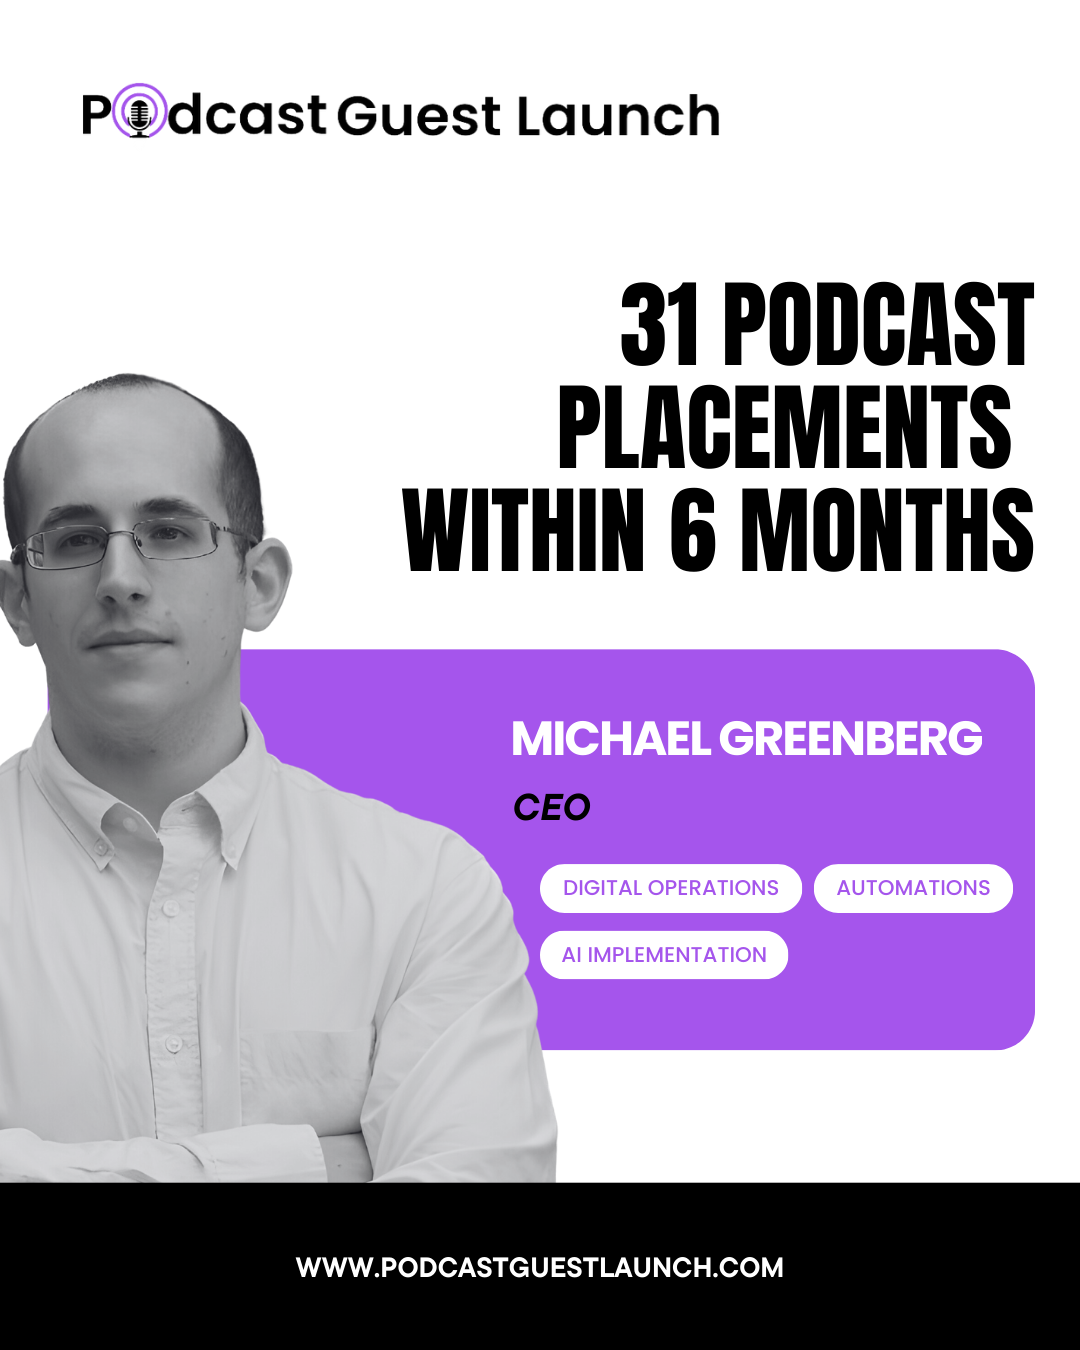 Podcast Guest Launch
31 PODCAST
PLACEMENTS
WITHIN 6 MONTHS
MICHAEL GREENBERG
CEO
DIGITAL OPERATIONS
AUTOMATIONS
AI IMPLEMENTATION
WWW.PODCASTGUESTLAUNCH.COM